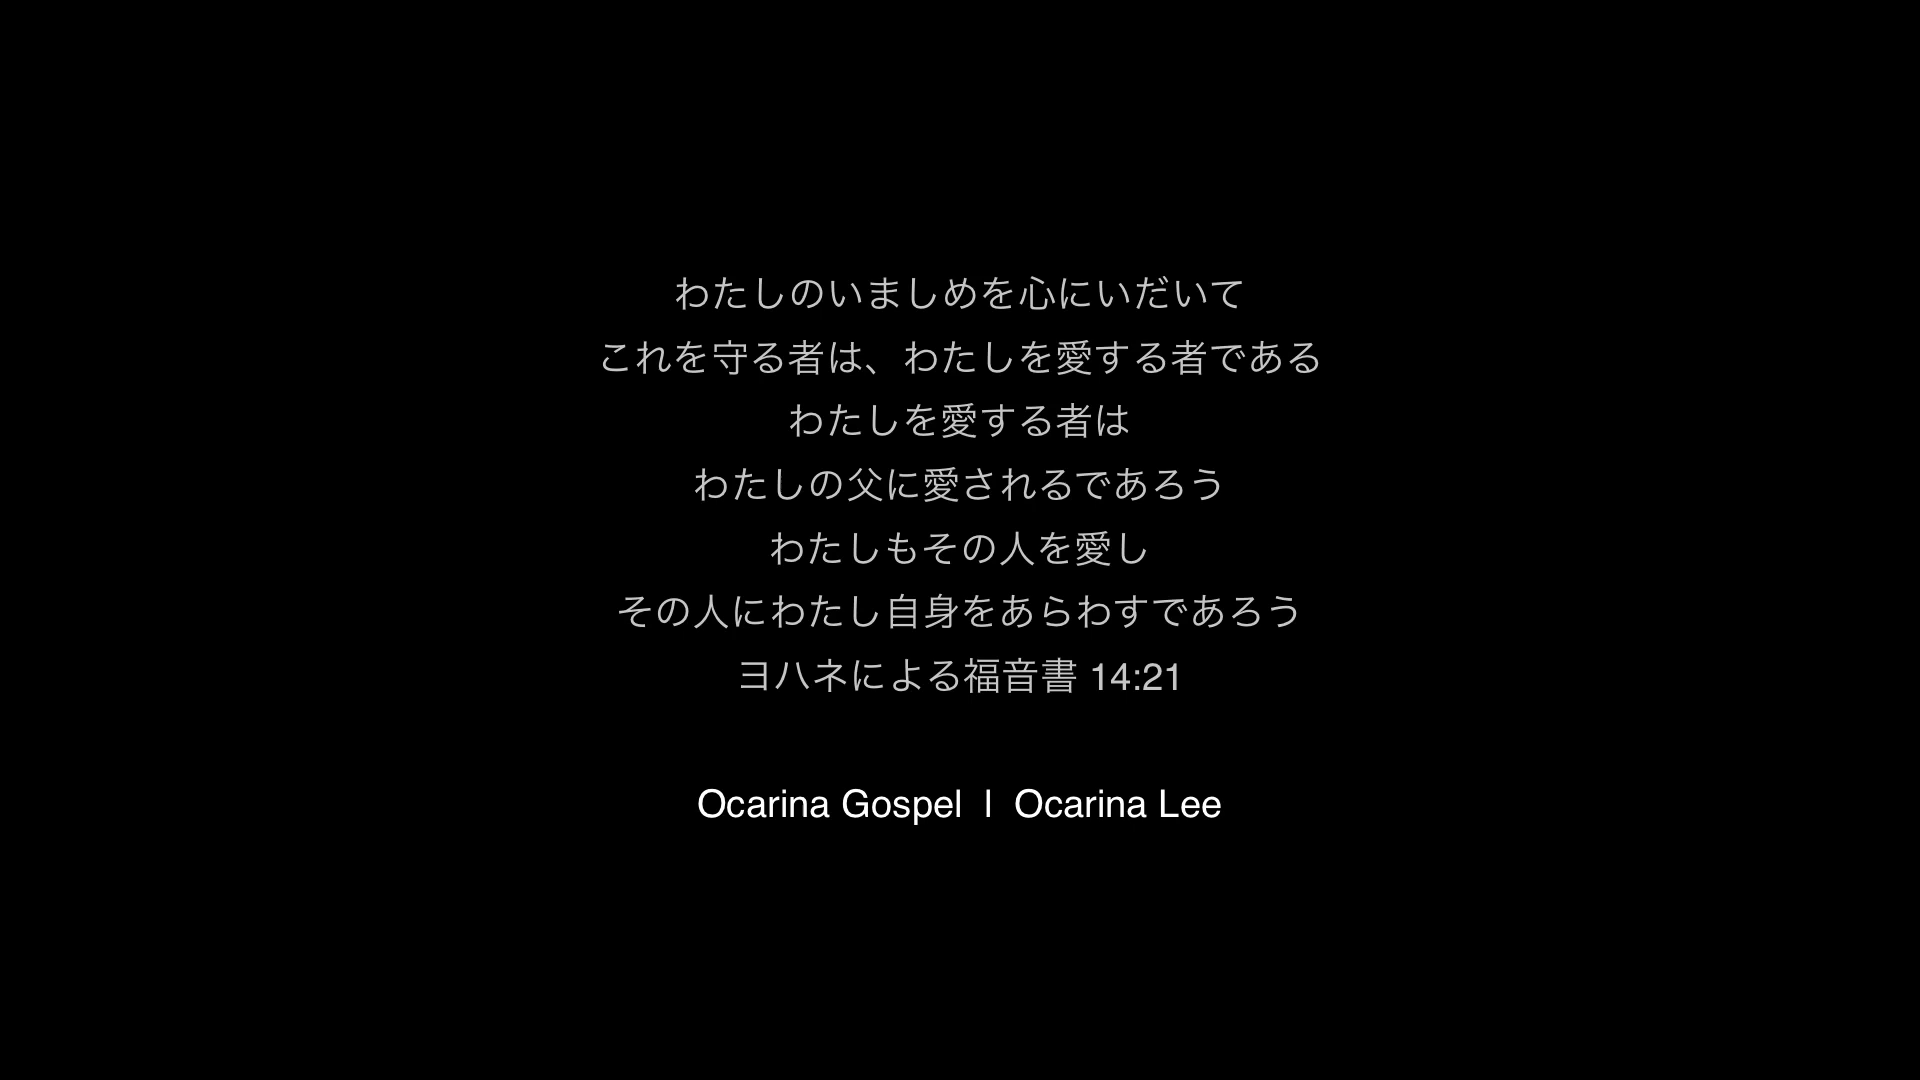 わたしのいましめを心にいだいて
これを守る者は、わたしを愛する者である
わたしを愛する者は
わたしの父に愛されるであろう
わたしもその人を愛し
その人にわたし自身をあらわすであろう
ヨハネによる福音書 14:21
Ocarina Gospel | Ocarina Lee